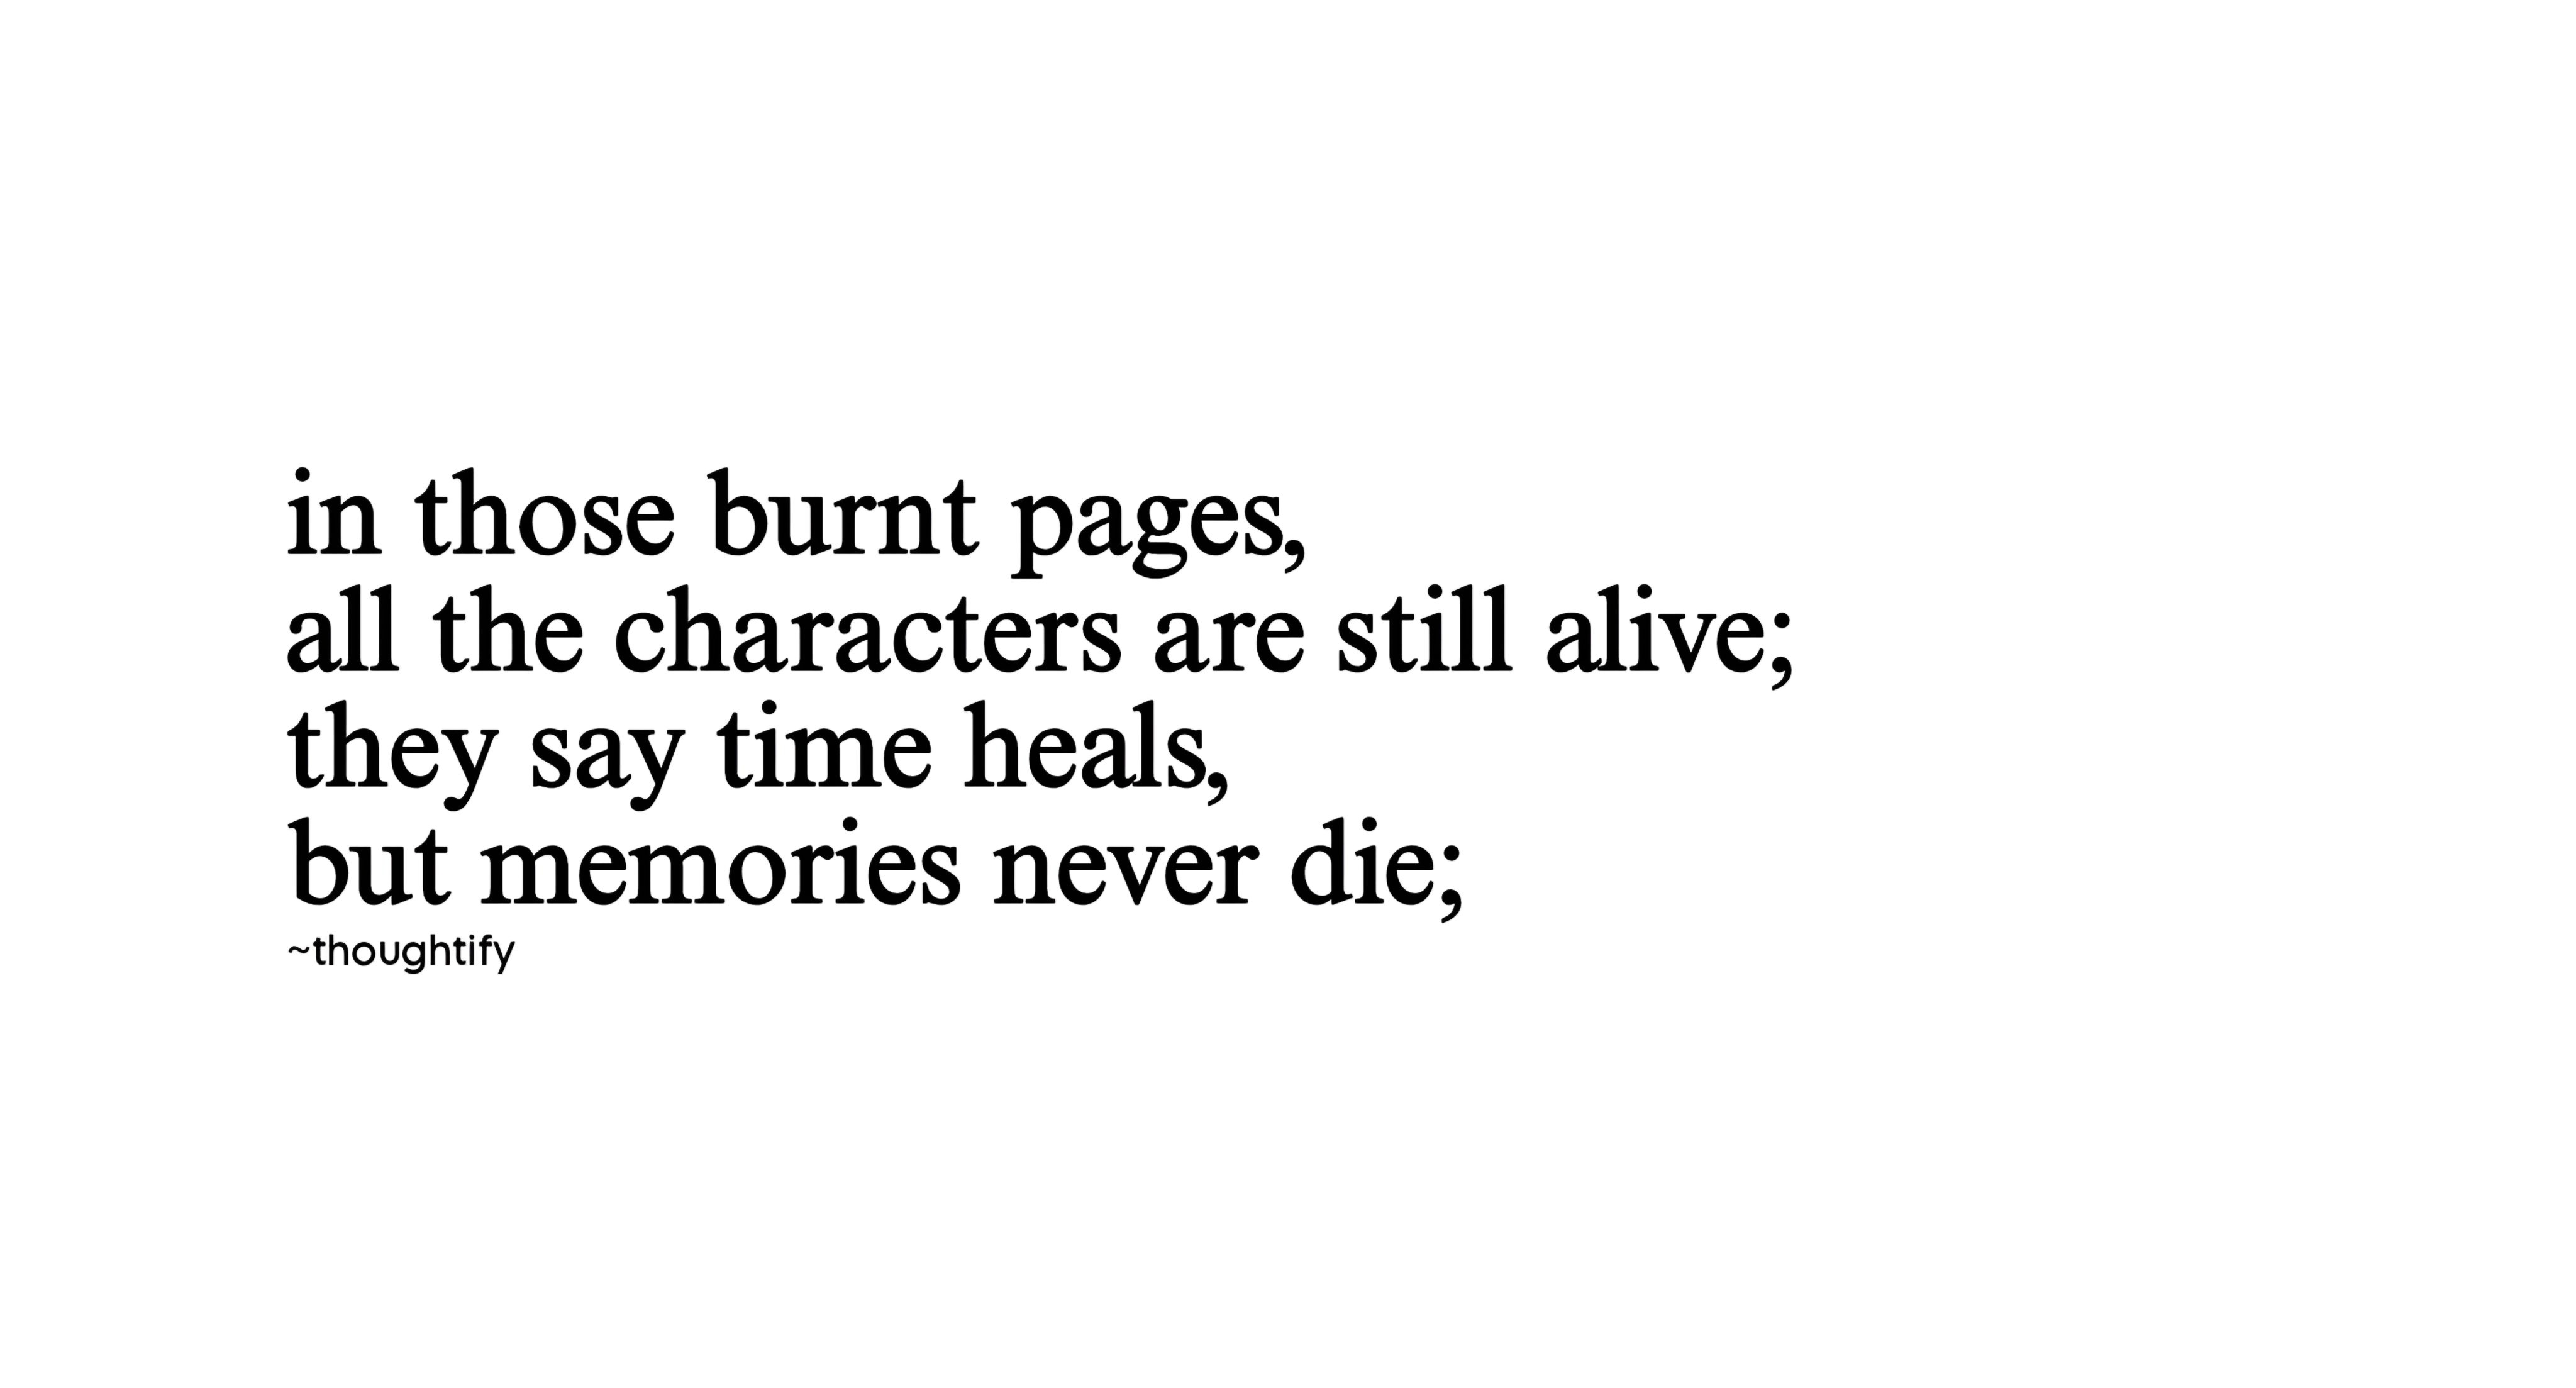 in those burnt pages,
all the characters are still alive;
they say time heals,
but memories never die;
~thoughtify